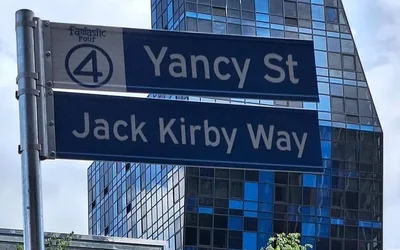 Fantastic
Four
4
Yancy St
Jack Kirby Way